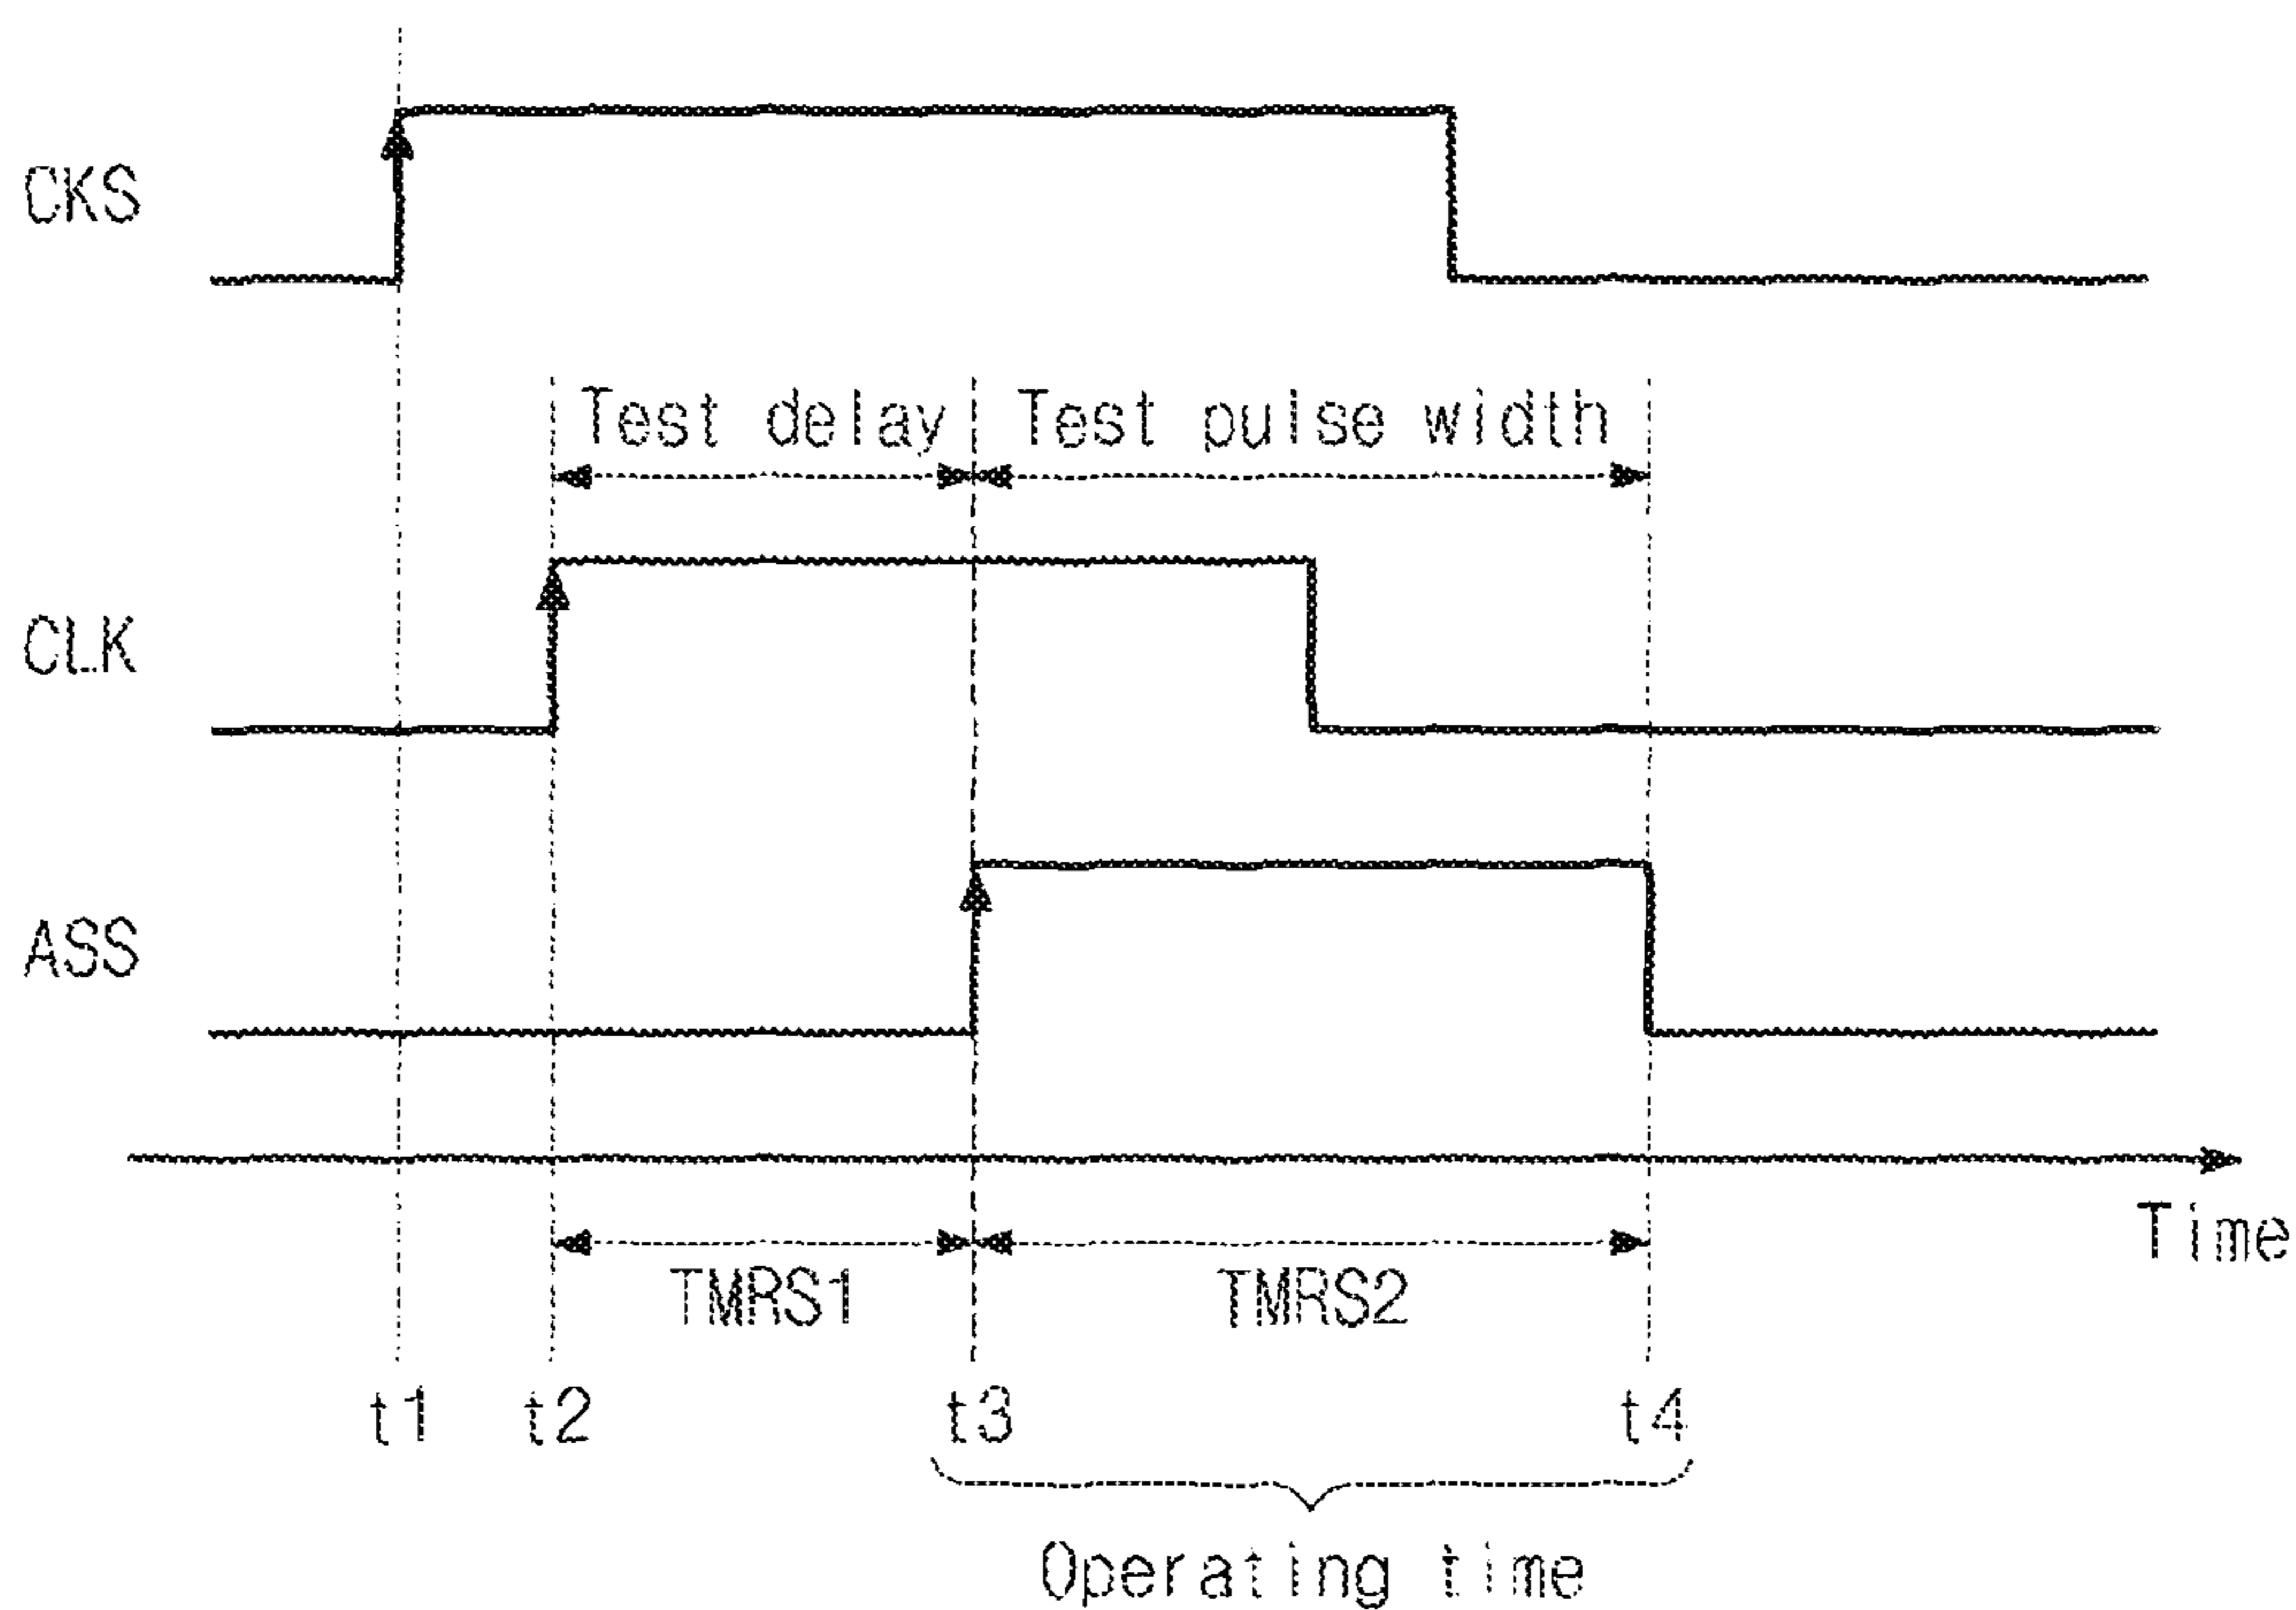 CKS
Test delay Test pulse width
CLK
ASS
Time
TMRS1 TMRS2
t1 t2 t3 t4
Operating time